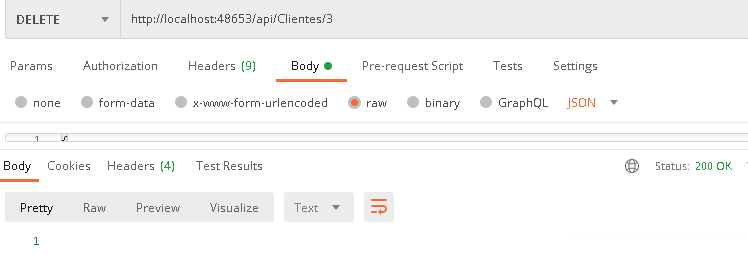 DELETE http://localhost:48653/api/Clientes/3
Params Authorization Headers (9) Body Pre-request Script Tests Settings
none form-data x-www-form-urlencoded raw binary GraphQL JSON
1 {
Body Cookies Headers (4) Test Results Status: 200 OK
Pretty Raw Preview Visualize Text
1